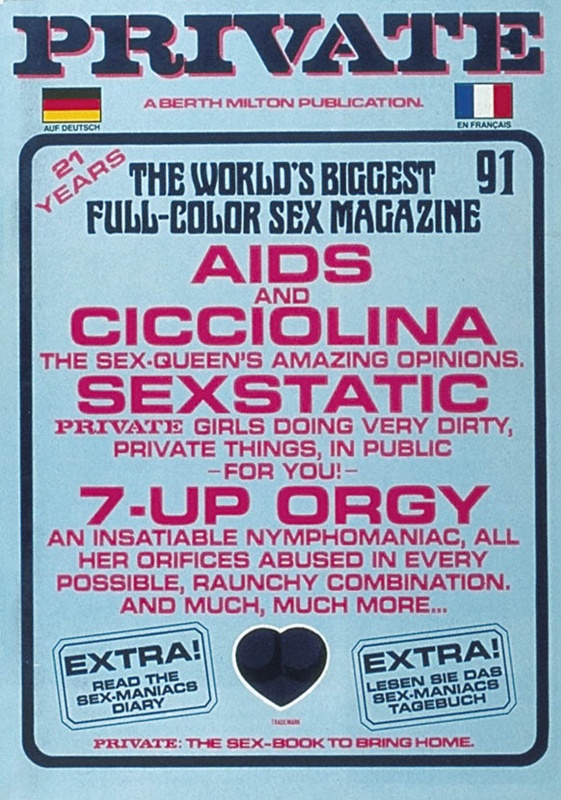 PRIVATE
A BERTH MILTON PUBLICATION.
AUF DEUTSCH
EN FRANÇAIS
21 YEARS
THE WORLD'S BIGGEST
91
FULL-COLOR SEX MAGAZINE
AIDS
AND
CICCIOLINA
THE SEX-QUEEN'S AMAZING OPINIONS.
SEXSTATIC
PRIVATE GIRLS DOING VERY DIRTY,
PRIVATE THINGS, IN PUBLIC
–FOR YOU!–
7-UP ORGY
AN INSATIABLE NYMPHOMANIAC, ALL
HER ORIFICES ABUSED IN EVERY
POSSIBLE, RAUNCHY COMBINATION.
AND MUCH, MUCH MORE...
EXTRA!
READ THE
SEX-MANIACS
DIARY
EXTRA!
LESEN SIE DAS
SEX-MANIACS
TAGEBUCH
TRADEMARK
PRIVATE: THE SEX-BOOK TO BRING HOME.